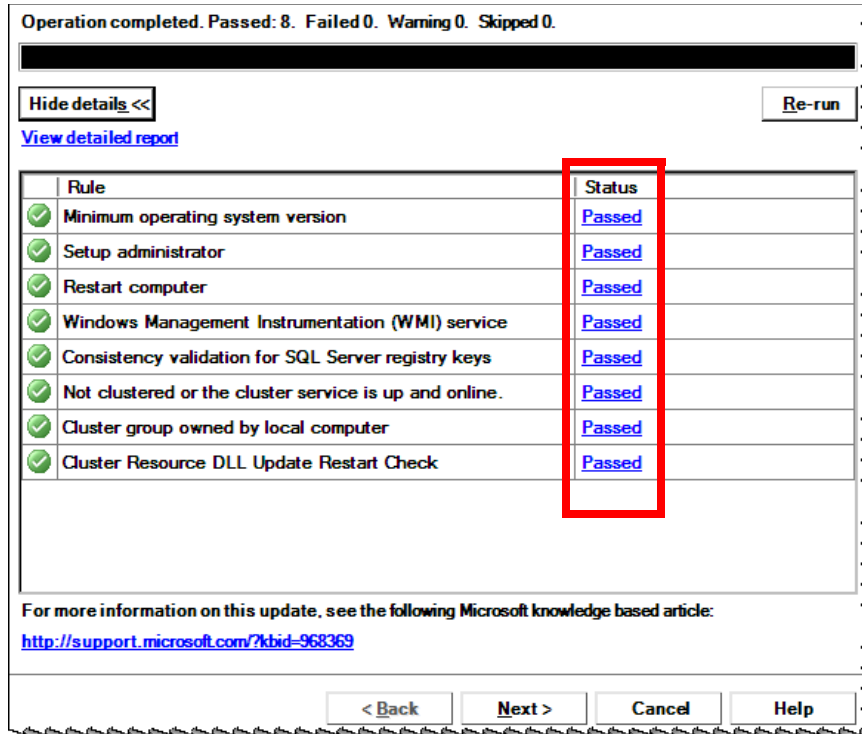 Operation completed. Passed: 8. Failed 0. Warning 0. Skipped 0.
Hide details <<
Re-run
View detailed report
Rule Status
Minimum operating system version Passed
Setup administrator Passed
Restart computer Passed
Windows Management Instrumentation (WMI) service Passed
Consistency validation for SQL Server registry keys Passed
Not clustered or the cluster service is up and online. Passed
Cluster group owned by local computer Passed
Cluster Resource DLL Update Restart Check Passed
For more information on this update, see the following Microsoft knowledge based article:
http://support.microsoft.com/?kbid=968369
< Back Next > Cancel Help